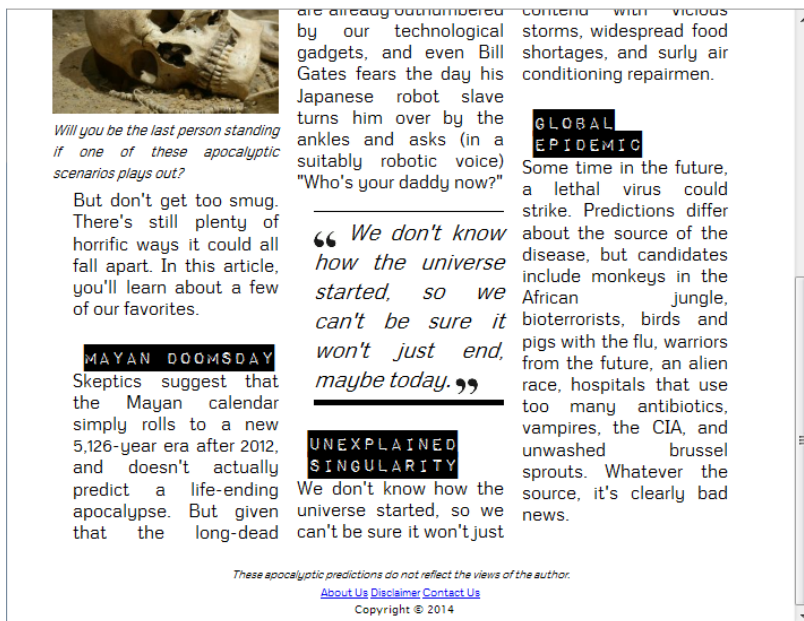 Will you be the last person standing
if one of these apocalyptic
scenarios plays out?
But don't get too smug.
There's still plenty of
horrific ways it could all
fall apart. In this article,
you'll learn about a few
of our favorites.
MAYAN DOOMSDAY
Skeptics suggest that
the Mayan calendar
simply rolls to a new
5,126-year era after 2012,
and doesn't actually
predict a life-ending
apocalypse. But given
that the long-dead
are already outnumbered
by our technological
gadgets, and even Bill
Gates fears the day his
Japanese robot slave
turns him over by the
ankles and asks (in a
suitably robotic voice)
"Who's your daddy now?"
“ We don't know
how the universe
started, so we
can't be sure it
won't just end,
maybe today. ”
UNEXPLAINED
SINGULARITY
We don't know how the
universe started, so we
can't be sure it won't just
contend with vicious
storms, widespread food
shortages, and surly air
conditioning repairmen.
GLOBAL
EPIDEMIC
Some time in the future,
a lethal virus could
strike. Predictions differ
about the source of the
disease, but candidates
include monkeys in the
African jungle,
bioterrorists, birds and
pigs with the flu, warriors
from the future, an alien
race, hospitals that use
too many antibiotics,
vampires, the CIA, and
unwashed brussel
sprouts. Whatever the
source, it's clearly bad
news.
These apocalyptic predictions do not reflect the views of the author.
About Us Disclaimer Contact Us
Copyright © 2014